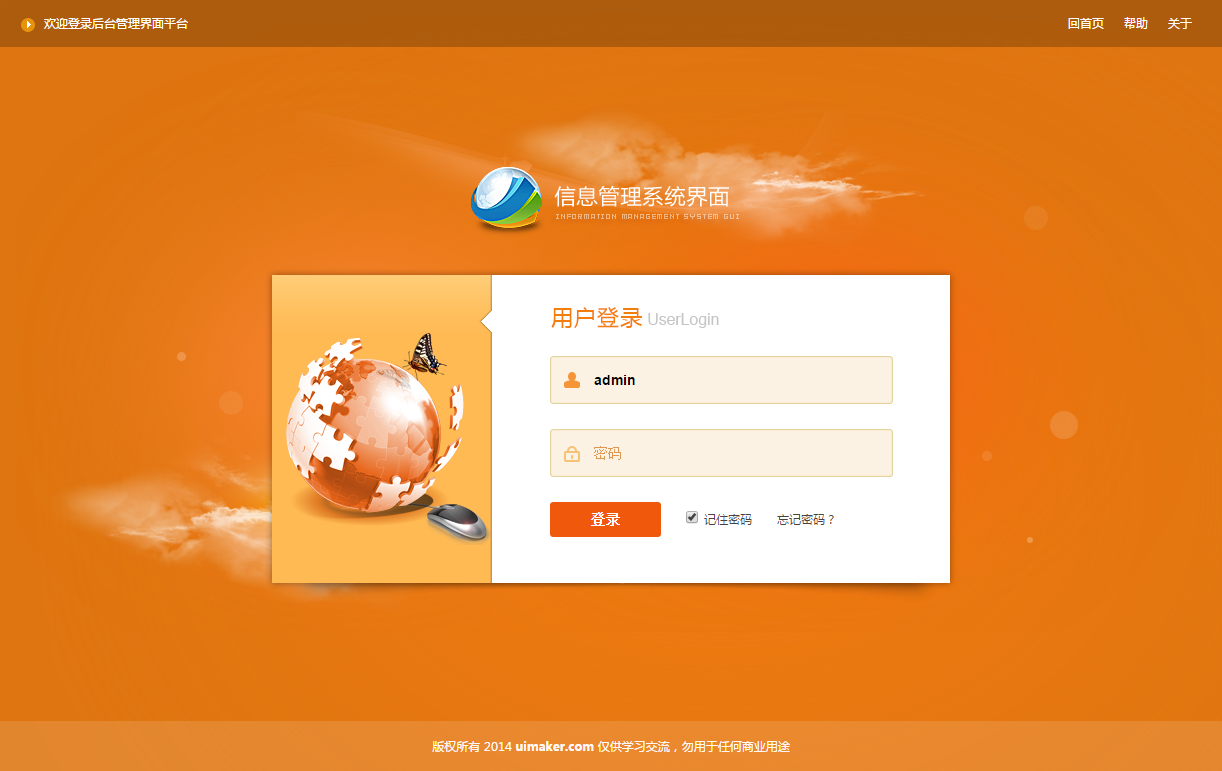 欢迎登录后台管理界面平台
回首页 帮助 关于
信息管理系统界面
INFORMATION MANAGEMENT SYSTEM GUI
用户登录 UserLogin
admin
密码
登录 记住密码 忘记密码？
版权所有 2014 uimaker.com 仅供学习交流，勿用于任何商业用途